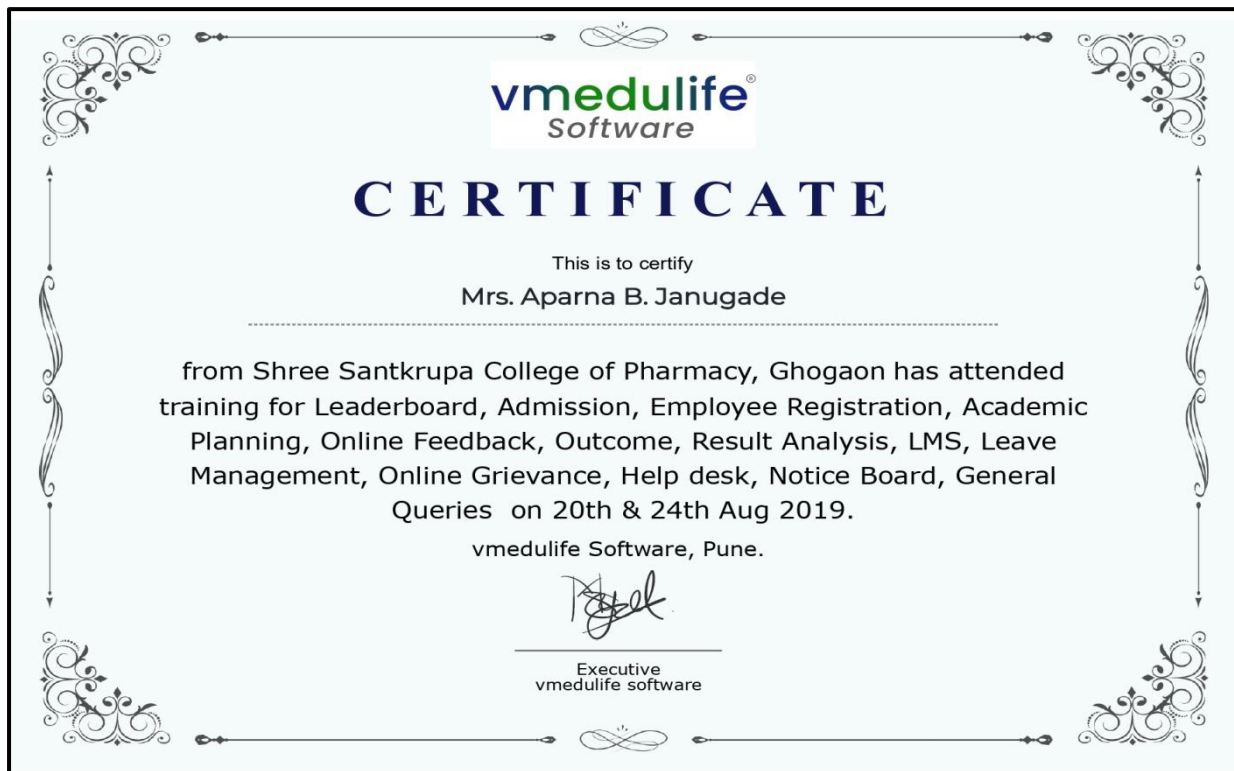 vmedulife®
Software
CERTIFICATE
This is to certify
Mrs. Aparna B. Janugade
from Shree Santkrupa College of Pharmacy, Ghogaon has attended
training for Leaderboard, Admission, Employee Registration, Academic
Planning, Online Feedback, Outcome, Result Analysis, LMS, Leave
Management, Online Grievance, Help desk, Notice Board, General
Queries on 20th & 24th Aug 2019.
vmedulife Software, Pune.
Executive
vmedulife software